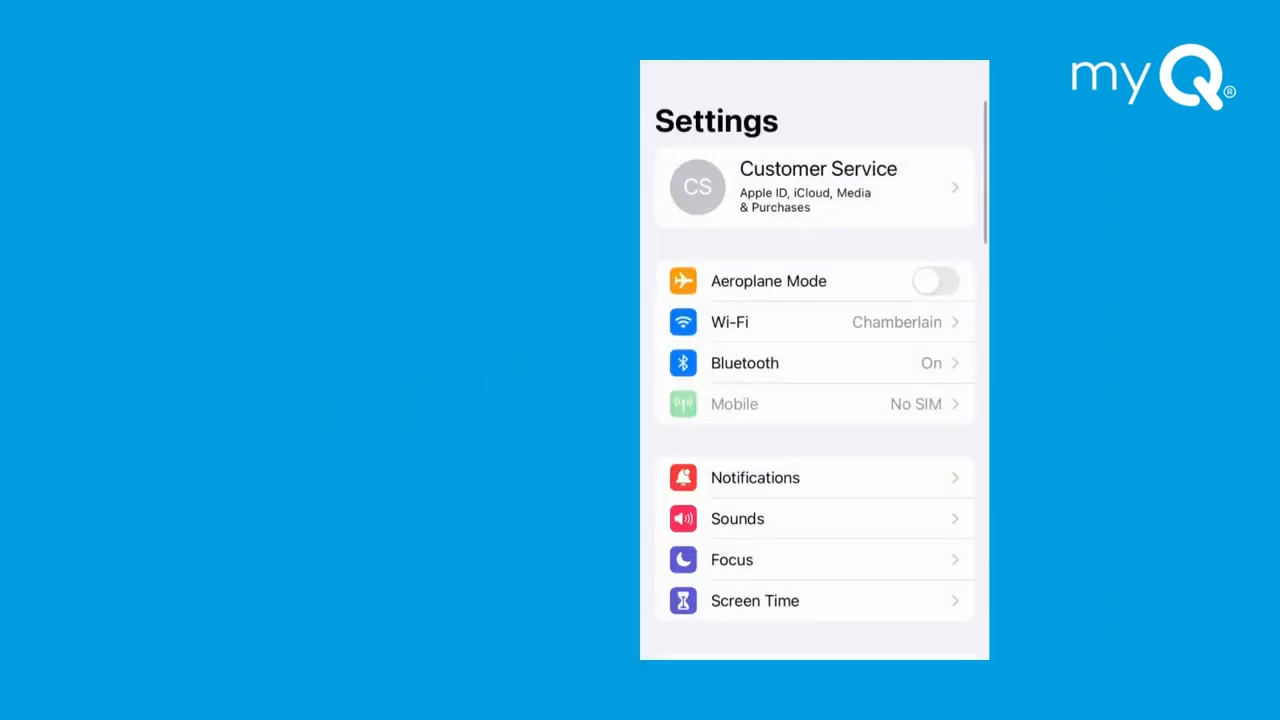 myQ®
Settings
CS
Customer Service
Apple ID, iCloud, Media
& Purchases
Aeroplane Mode
Wi-Fi Chamberlain
Bluetooth On
Mobile No SIM
Notifications
Sounds
Focus
Screen Time